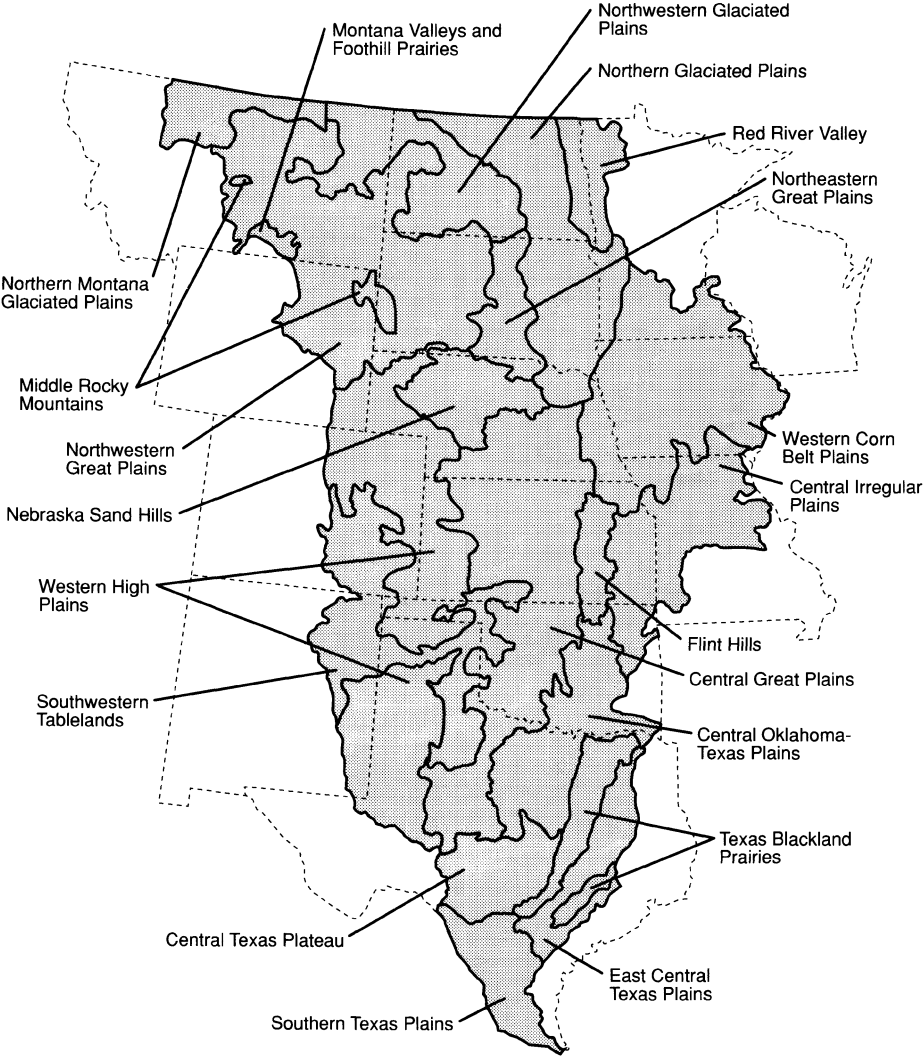 Montana Valleys and
Foothill Prairies
Northwestern Glaciated
Plains
Northern Glaciated Plains
Red River Valley
Northeastern
Great Plains
Northern Montana
Glaciated Plains
Middle Rocky
Mountains
Northwestern
Great Plains
Western Corn
Belt Plains
Central Irregular
Plains
Nebraska Sand Hills
Western High
Plains
Flint Hills
Central Great Plains
Southwestern
Tablelands
Central Oklahoma-
Texas Plains
Texas Blackland
Prairies
Central Texas Plateau
East Central
Texas Plains
Southern Texas Plains